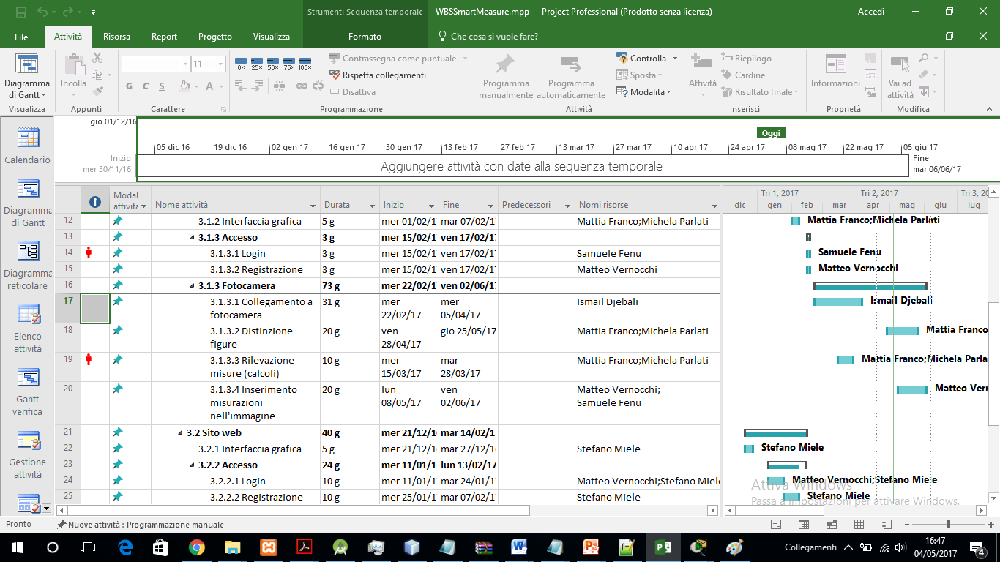 Strumenti Sequenza temporale WBSSmartMeasure.mpp - Project Professional (Prodotto senza licenza) Accedi
File Attività Risorsa Report Progetto Visualizza Formato Che cosa si vuole fare?
Diagramma di Gantt
Visualizza
Incolla
Appunti
11
G C S A
Carattere
0% 25% 50% 75% 100%
Contrassegna come puntuale
Rispetta collegamenti
Disattiva
Programmazione
Programma manualmente
Programma automaticamente
Controlla
Sposta
Modalità
Attività
Attività
Riepilogo
Cardine
Risultato finale
Inserisci
Informazioni
Proprietà
Vai ad attività
Modifica
gio 01/12/16
Oggi
05 dic 16 19 dic 16 02 gen 17 16 gen 17 30 gen 17 13 feb 17 27 feb 17 13 mar 17 27 mar 17 10 apr 17 24 apr 17 08 mag 17 22 mag 17 05 giu 17
Inizio
mer 30/11/16
Aggiungere attività con date alla sequenza temporale
Fine
mar 06/06/17
Calendario
Diagramma di Gantt
Diagramma reticolare
Elenco attività
Gantt verifica
Gestione attività
Modal attività Nome attività Durata Inizio Fine Predecessori Nomi risorse
Tri 1, 2017 Tri 2, 2017 Tri 3, 20
dic gen feb mar apr mag giu lug
12 3.1.2 Interfaccia grafica 5 g mer 01/02/1 mar 07/02/17 Mattia Franco;Michela Parlati
13 3.1.3 Accesso 3 g mer 15/02/1 ven 17/02/17
14 3.1.3.1 Login 3 g mer 15/02/1 ven 17/02/17 Samuele Fenu
15 3.1.3.2 Registrazione 3 g mer 15/02/1 ven 17/02/17 Matteo Vernocchi
16 3.1.3 Fotocamera 73 g mer 22/02/1 ven 02/06/17
17 3.1.3.1 Collegamento a fotocamera 31 g mer 22/02/17 mer 05/04/17 Ismail Djebali
18 3.1.3.2 Distinzione figure 20 g ven 28/04/17 gio 25/05/17 Mattia Franco;Michela Parlati
19 3.1.3.3 Rilevazione misure (calcoli) 10 g mer 15/03/17 mar 28/03/17 Mattia Franco;Michela Parlati
20 3.1.3.4 Inserimento misurazioni nell'immagine 20 g lun 08/05/17 ven 02/06/17 Matteo Vernocchi; Samuele Fenu
21 3.2 Sito web 40 g mer 21/12/1 mar 14/02/17
22 3.2.1 Interfaccia grafica 5 g mer 21/12/1 mar 27/12/16 Stefano Miele
23 3.2.2 Accesso 24 g mer 11/01/1 lun 13/02/17
24 3.2.2.1 Login 10 g mer 11/01/1 mar 24/01/17 Matteo Vernocchi;Stefano Miele
25 3.2.2.2 Registrazione 10 g mer 25/01/1 mar 07/02/17 Stefano Miele
Mattia Franco;Michela Parlati
Samuele Fenu
Matteo Vernocchi
Ismail Djebali
Mattia Franco
Mattia Franco;Michela Parla
Matteo Ver
Stefano Miele
Matteo Vernocchi;Stefano Miele
Stefano Miele
Attiva Windows
Passa a Impostazioni per attivare Windows.
Pronto Nuove attività : Programmazione manuale
Collegamenti 16:47
04/05/2017
4